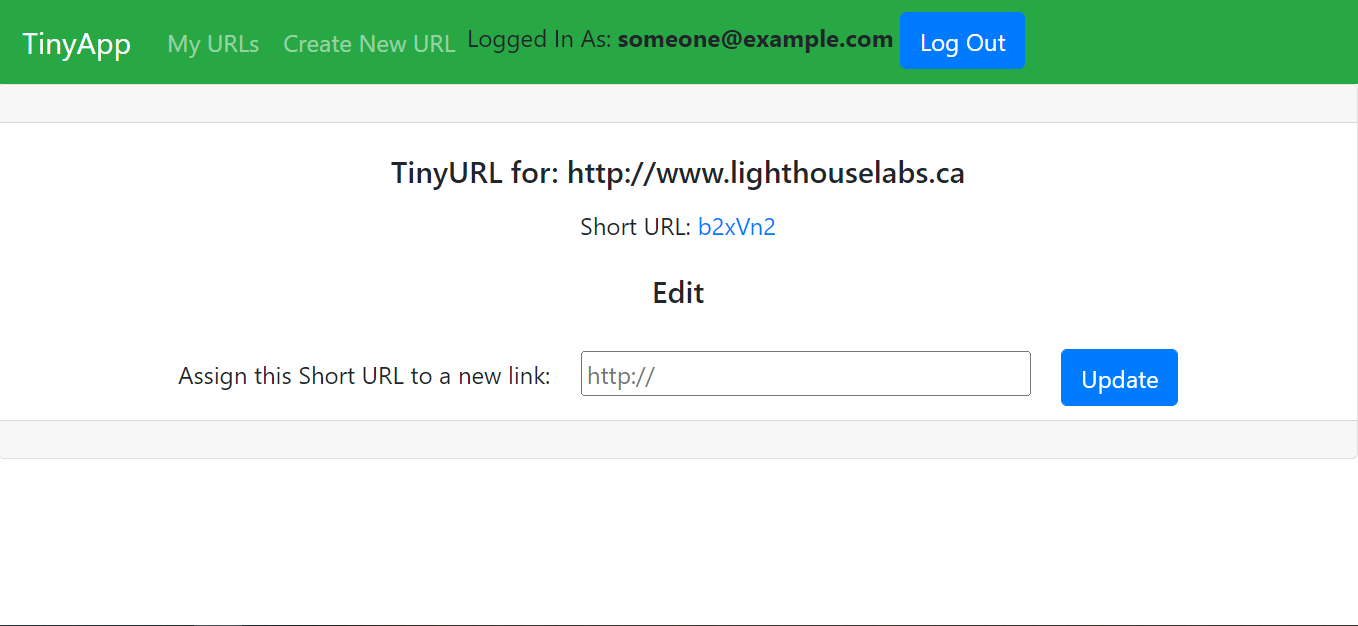 TinyApp My URLs Create New URL Logged In As: someone@example.com Log Out
TinyURL for: http://www.lighthouselabs.ca
Short URL: b2xVn2
Edit
Assign this Short URL to a new link: http:// Update